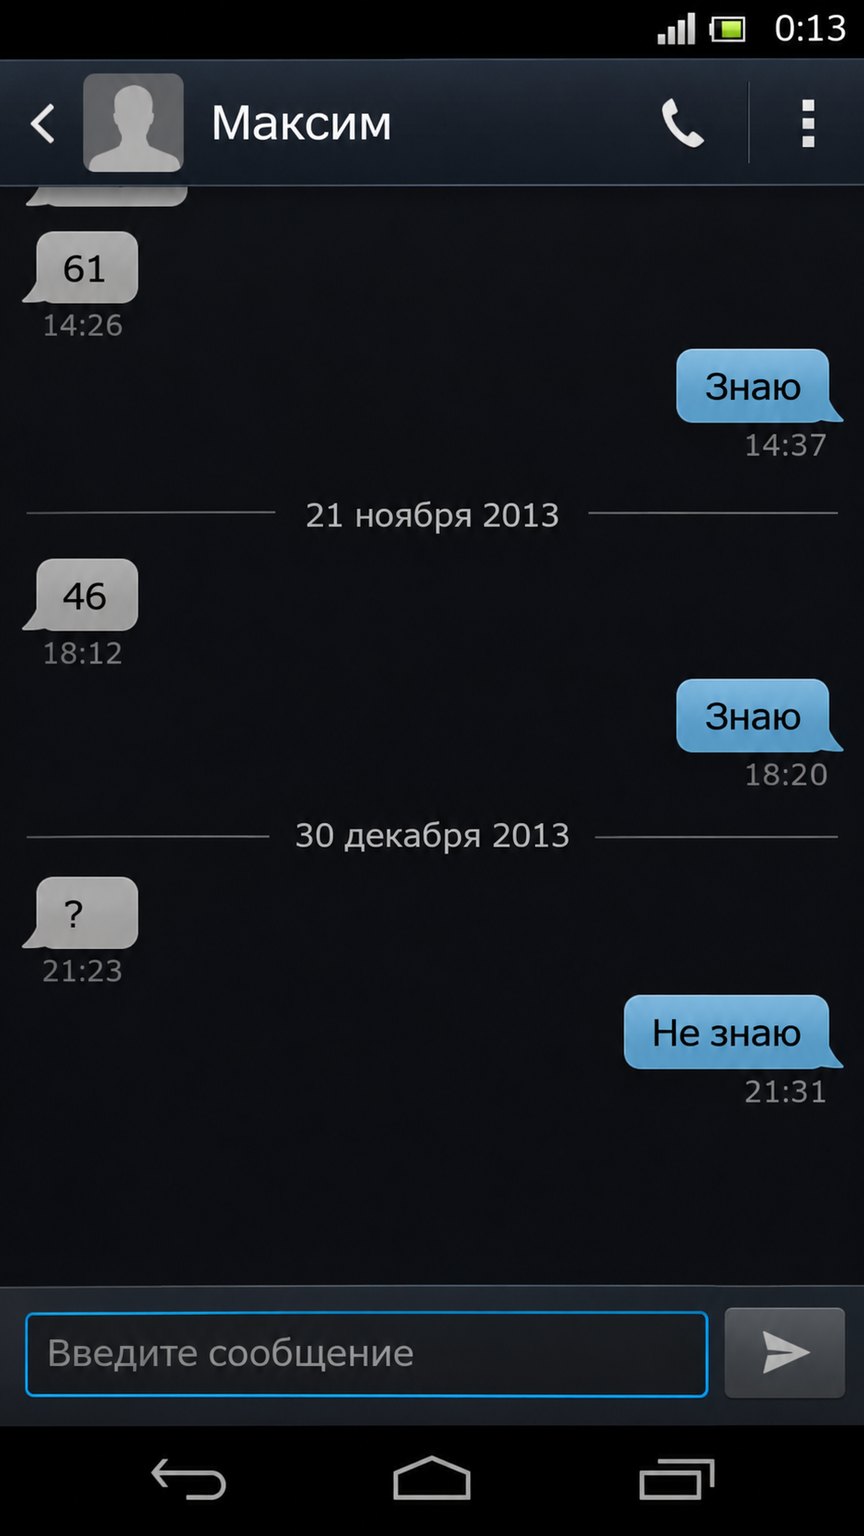 0:13
Максим
61
14:26
Знаю
14:37
21 ноября 2013
46
18:12
Знаю
18:20
30 декабря 2013
?
21:23
Не знаю
21:31
Введите сообщение